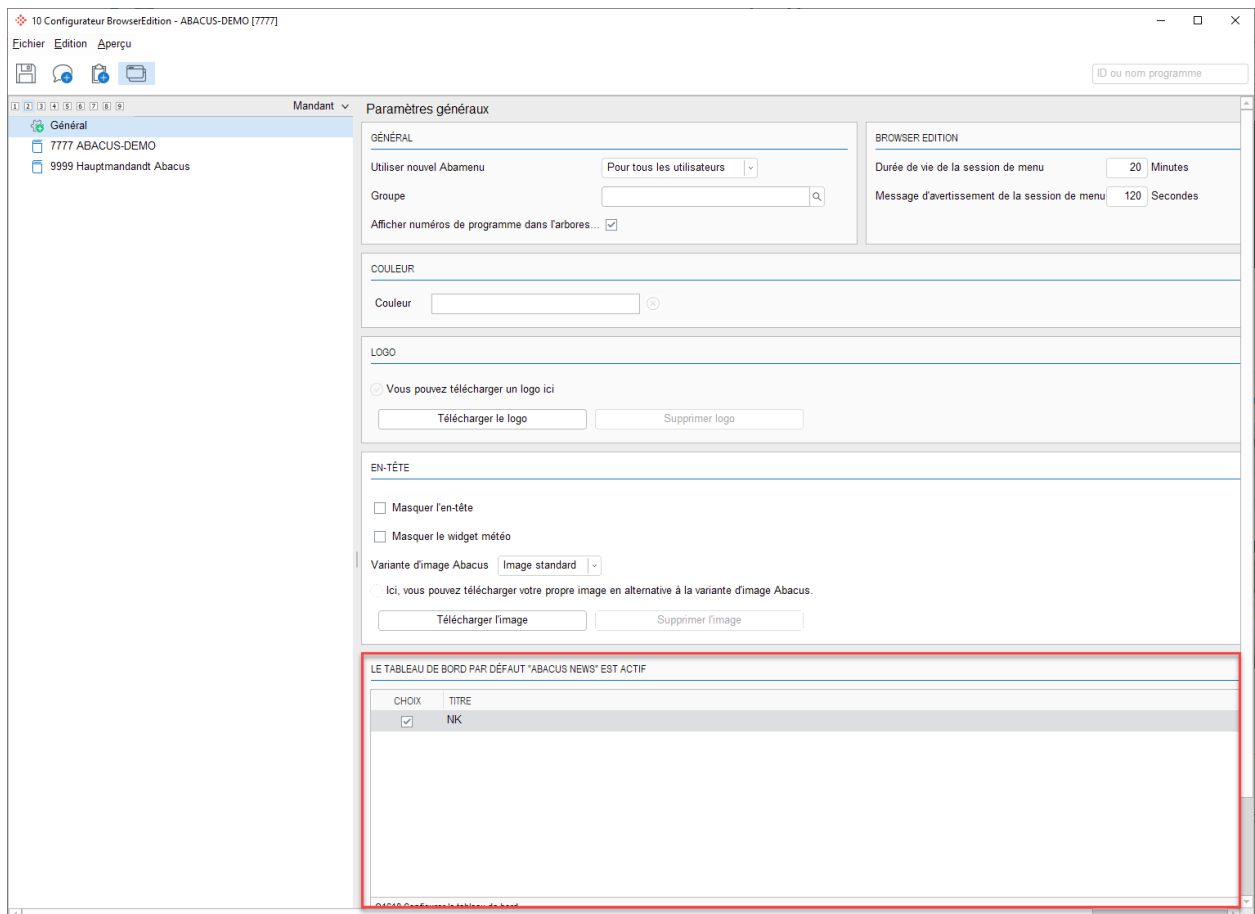 10 Configurateur BrowserEdition - ABACUS-DEMO [7777]
Fichier Edition Aperçu
ID ou nom programme
1 2 3 4 5 6 7 8 9
Mandant
Général
7777 ABACUS-DEMO
9999 Hauptmandandt Abacus
Paramètres généraux
GÉNÉRAL
Utiliser nouvel Abamenu Pour tous les utilisateurs
Groupe
Afficher numéros de programme dans l'arbores...
BROWSER EDITION
Durée de vie de la session de menu 20 Minutes
Message d'avertissement de la session de menu 120 Secondes
COULEUR
Couleur
LOGO
Vous pouvez télécharger un logo ici
Télécharger le logo Supprimer logo
EN-TÊTE
Masquer l'en-tête
Masquer le widget météo
Variante d'image Abacus Image standard
Ici, vous pouvez télécharger votre propre image en alternative à la variante d'image Abacus.
Télécharger l'image Supprimer l'image
LE TABLEAU DE BORD PAR DÉFAUT "ABACUS NEWS" EST ACTIF
CHOIX TITRE
NK
Configurer le tableau de bord